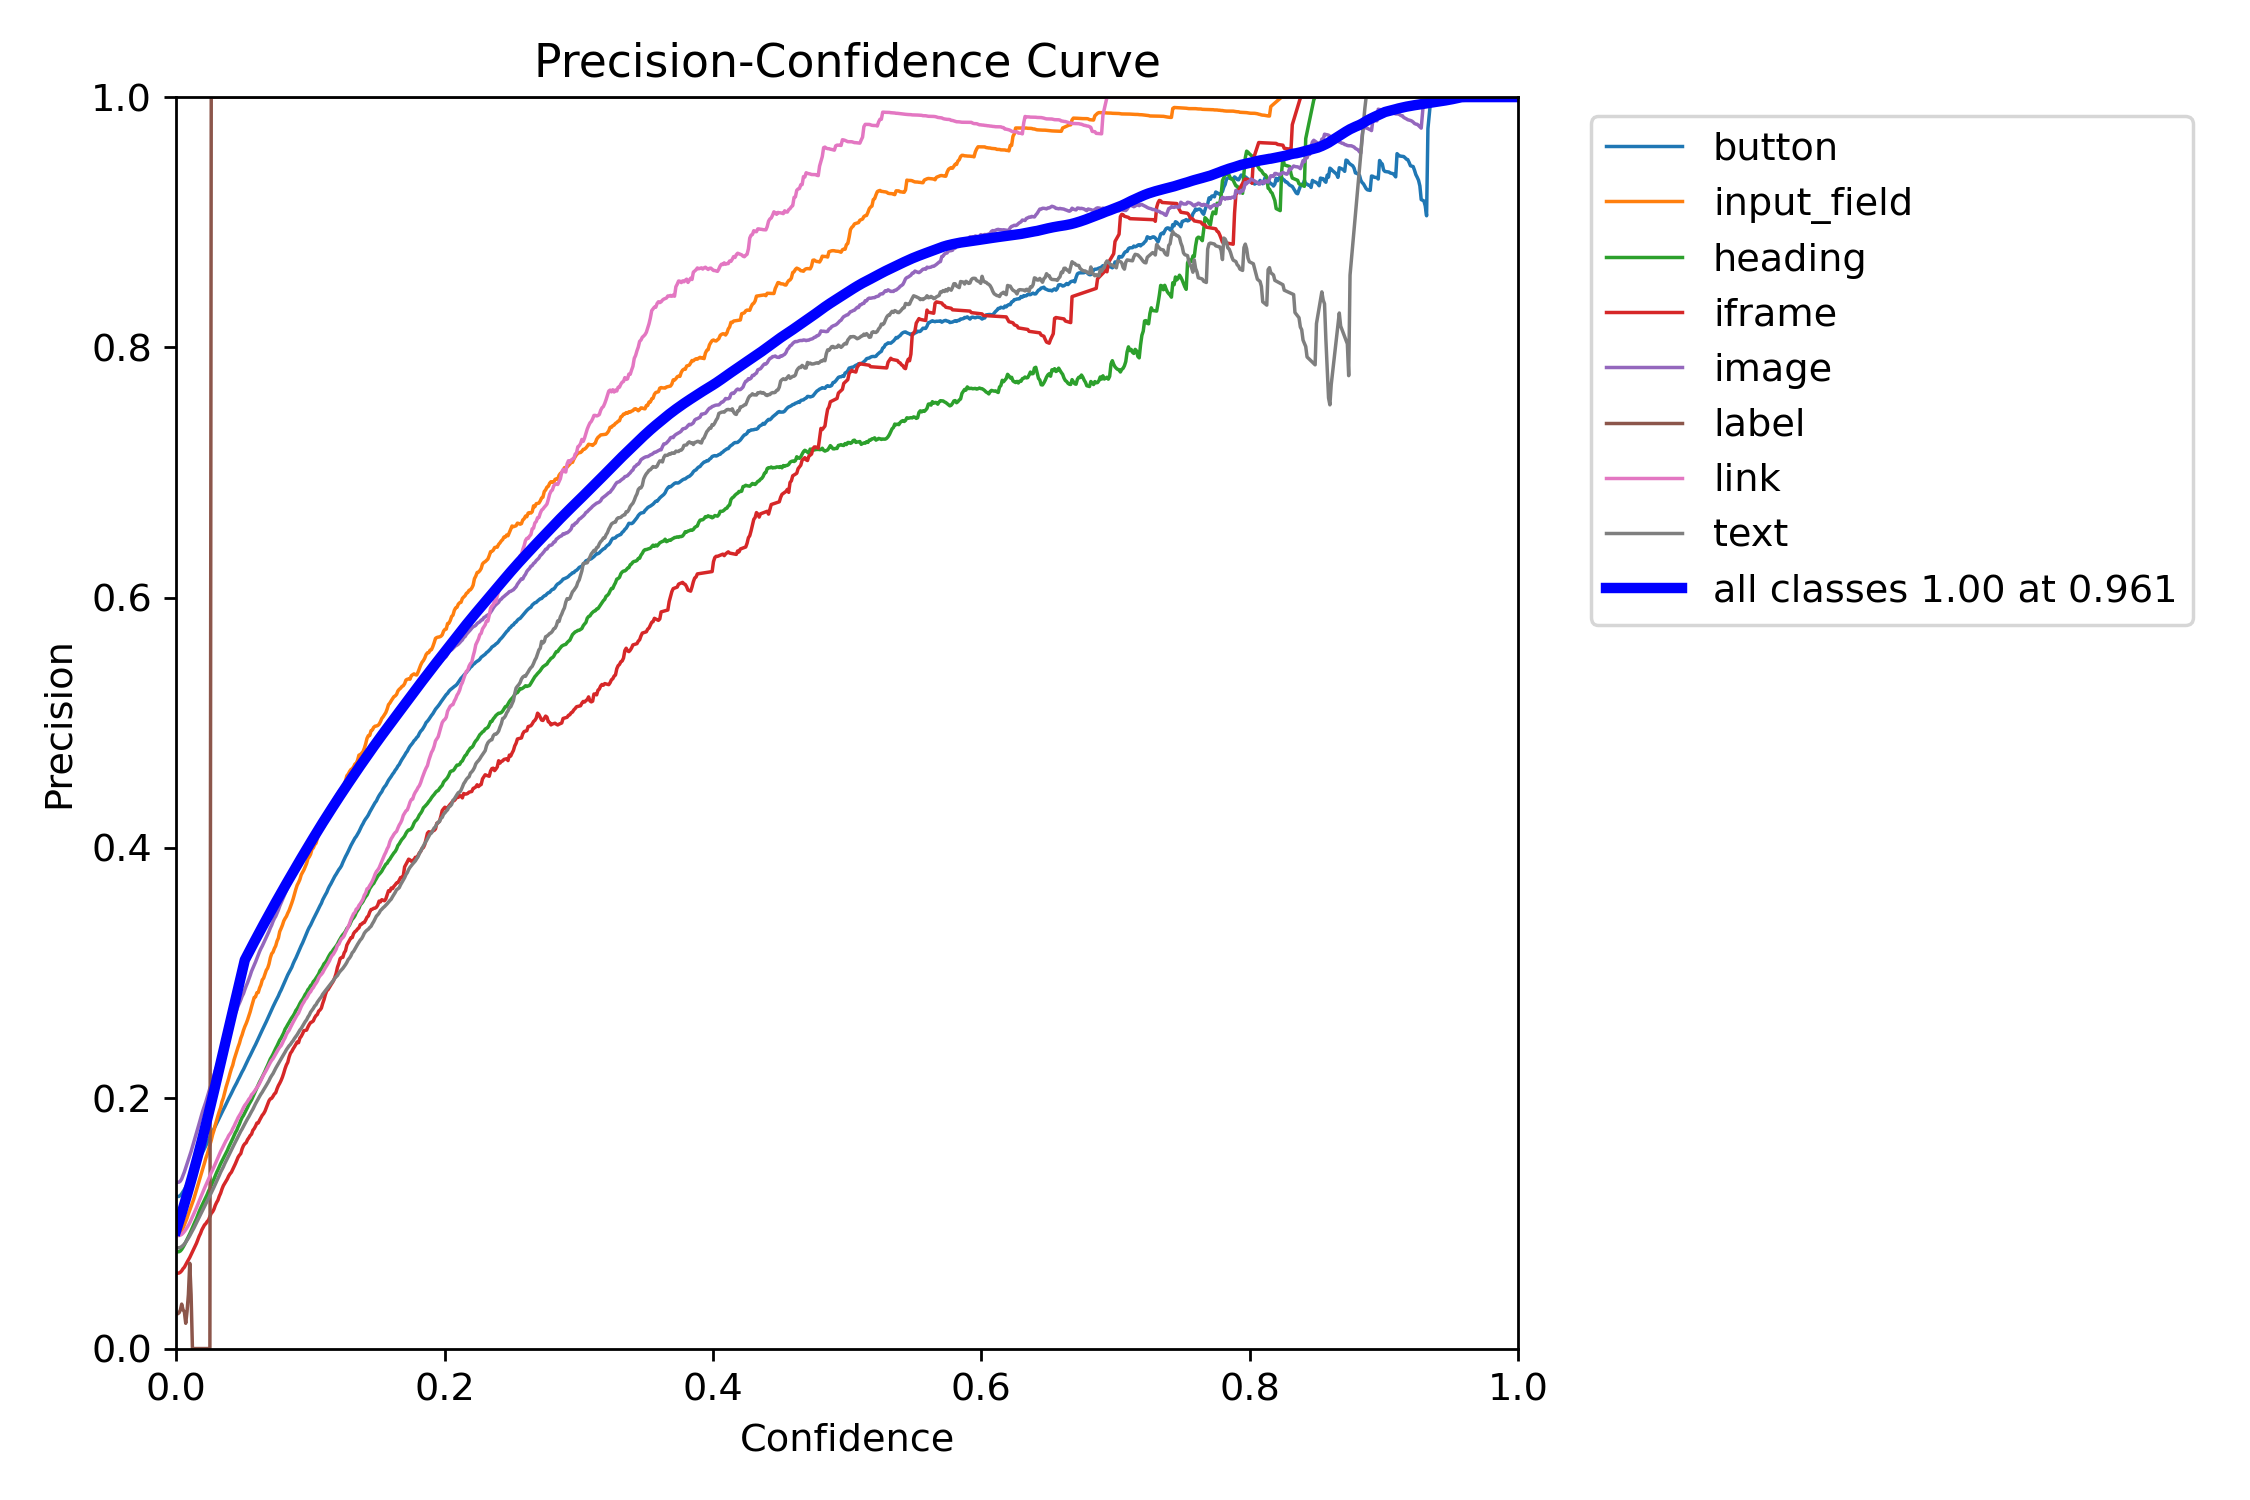 Precision-Confidence Curve
1.0
0.8
0.6
0.4
0.2
0.0
Precision
0.0 0.2 0.4 0.6 0.8 1.0
Confidence
button
input_field
heading
iframe
image
label
link
text
all classes 1.00 at 0.961